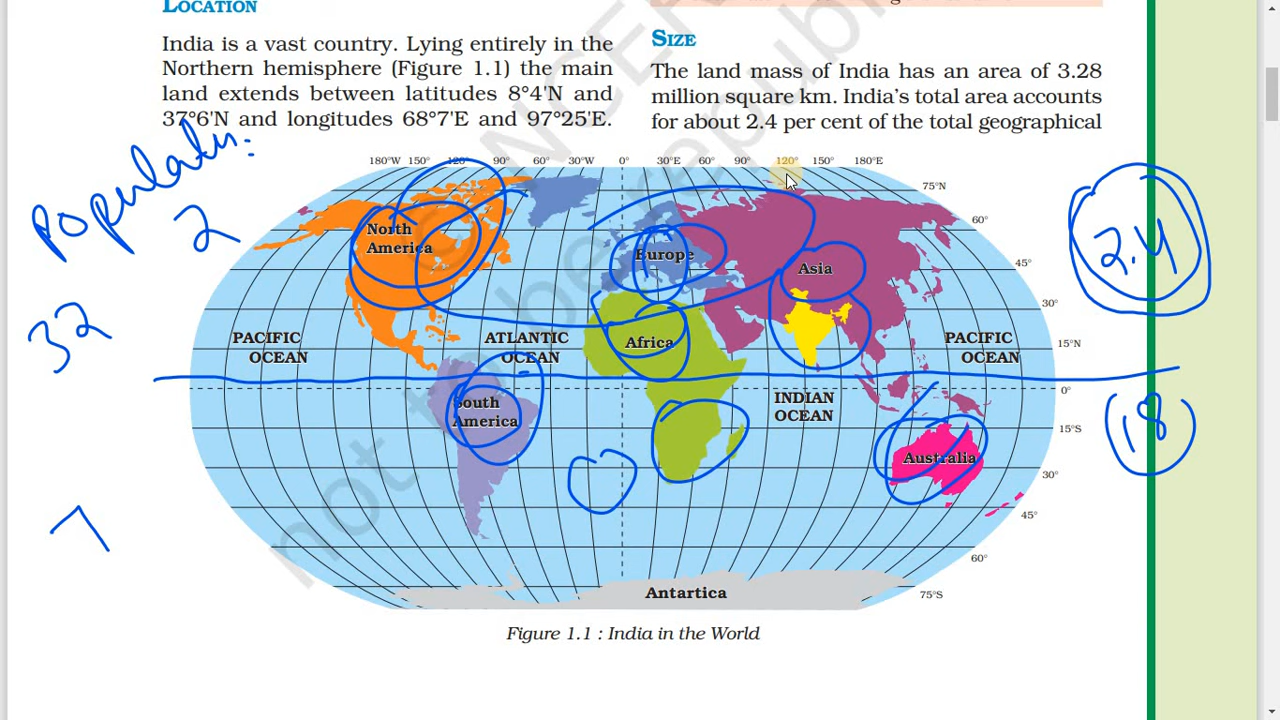 LOCATION
India is a vast country. Lying entirely in the
Northern hemisphere (Figure 1.1) the main
land extends between latitudes 8°4'N and
37°6'N and longitudes 68°7'E and 97°25'E.
SIZE
The land mass of India has an area of 3.28
million square km. India's total area accounts
for about 2.4 per cent of the total geographical
180°W 150° 120° 90° 60° 30°W 0° 30°E 60° 90° 120° 150° 180°E
75°N
60°
45°
30°
15°N
0°
15°S
30°
45°
60°
75°S
North
America
Europe
Asia
Africa
PACIFIC
OCEAN
ATLANTIC
OCEAN
PACIFIC
OCEAN
South
America
INDIAN
OCEAN
Australia
Antartica
Figure 1.1 : India in the World
2
32
7
2.4
18
not to be republ
NCER